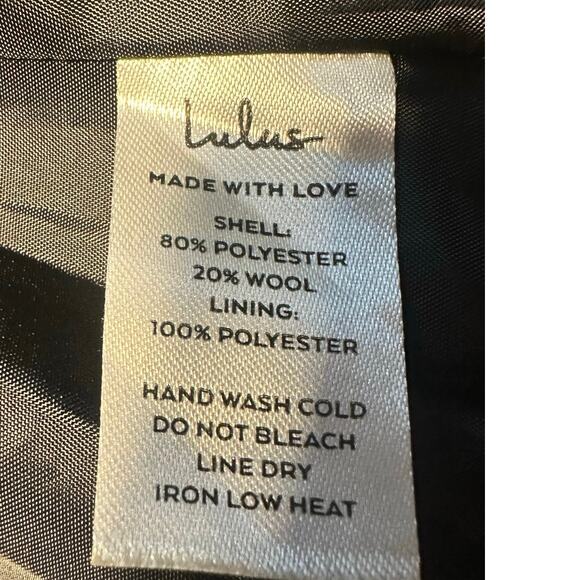 Lulus
MADE WITH LOVE
SHELL:
80% POLYESTER
20% WOOL
LINING:
100% POLYESTER
HAND WASH COLD
DO NOT BLEACH
LINE DRY
IRON LOW HEAT